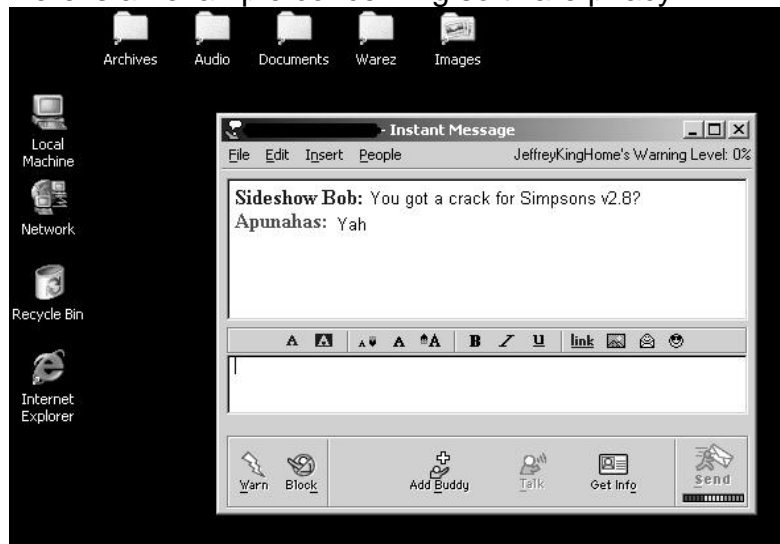 Archives Audio Documents Warez Images
Local
Machine
Network
Recycle Bin
Internet
Explorer
- Instant Message
File Edit Insert People JeffreyKingHome's Warning Level: 0%
Sideshow Bob: You got a crack for Simpsons v2.8?
Apunahas: Yah
A A A A A B I U link
Warn Block Add Buddy Talk Get Info Send